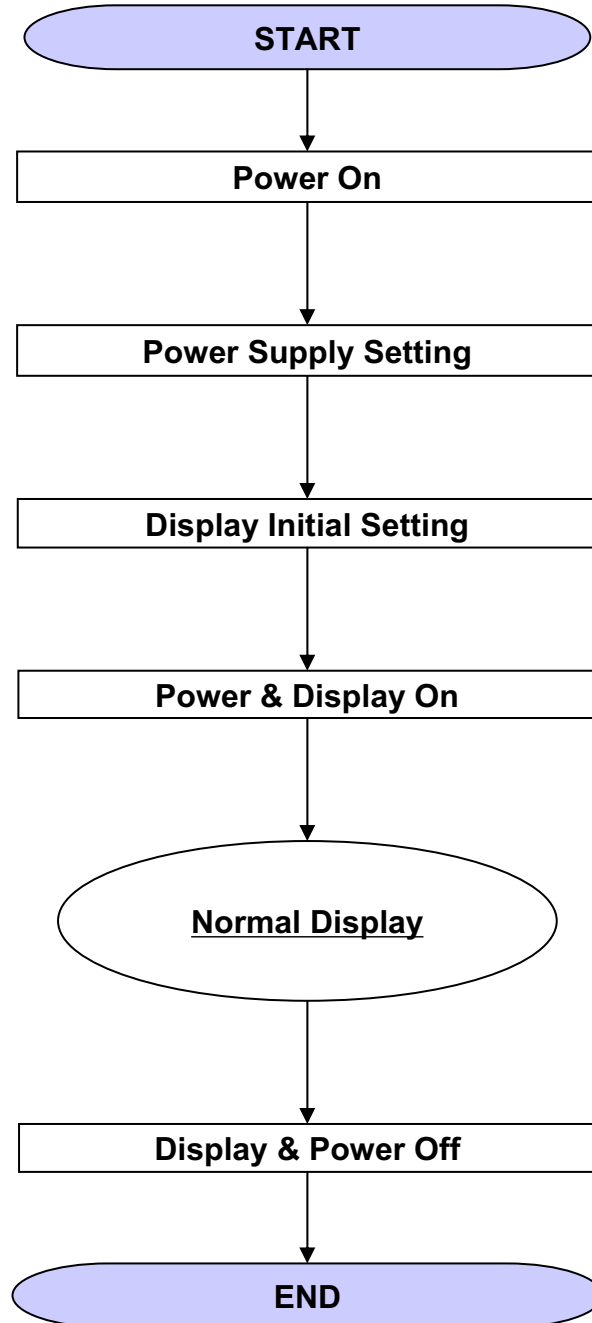 START
Power On
Power Supply Setting
Display Initial Setting
Power & Display On
Normal Display
Display & Power Off
END